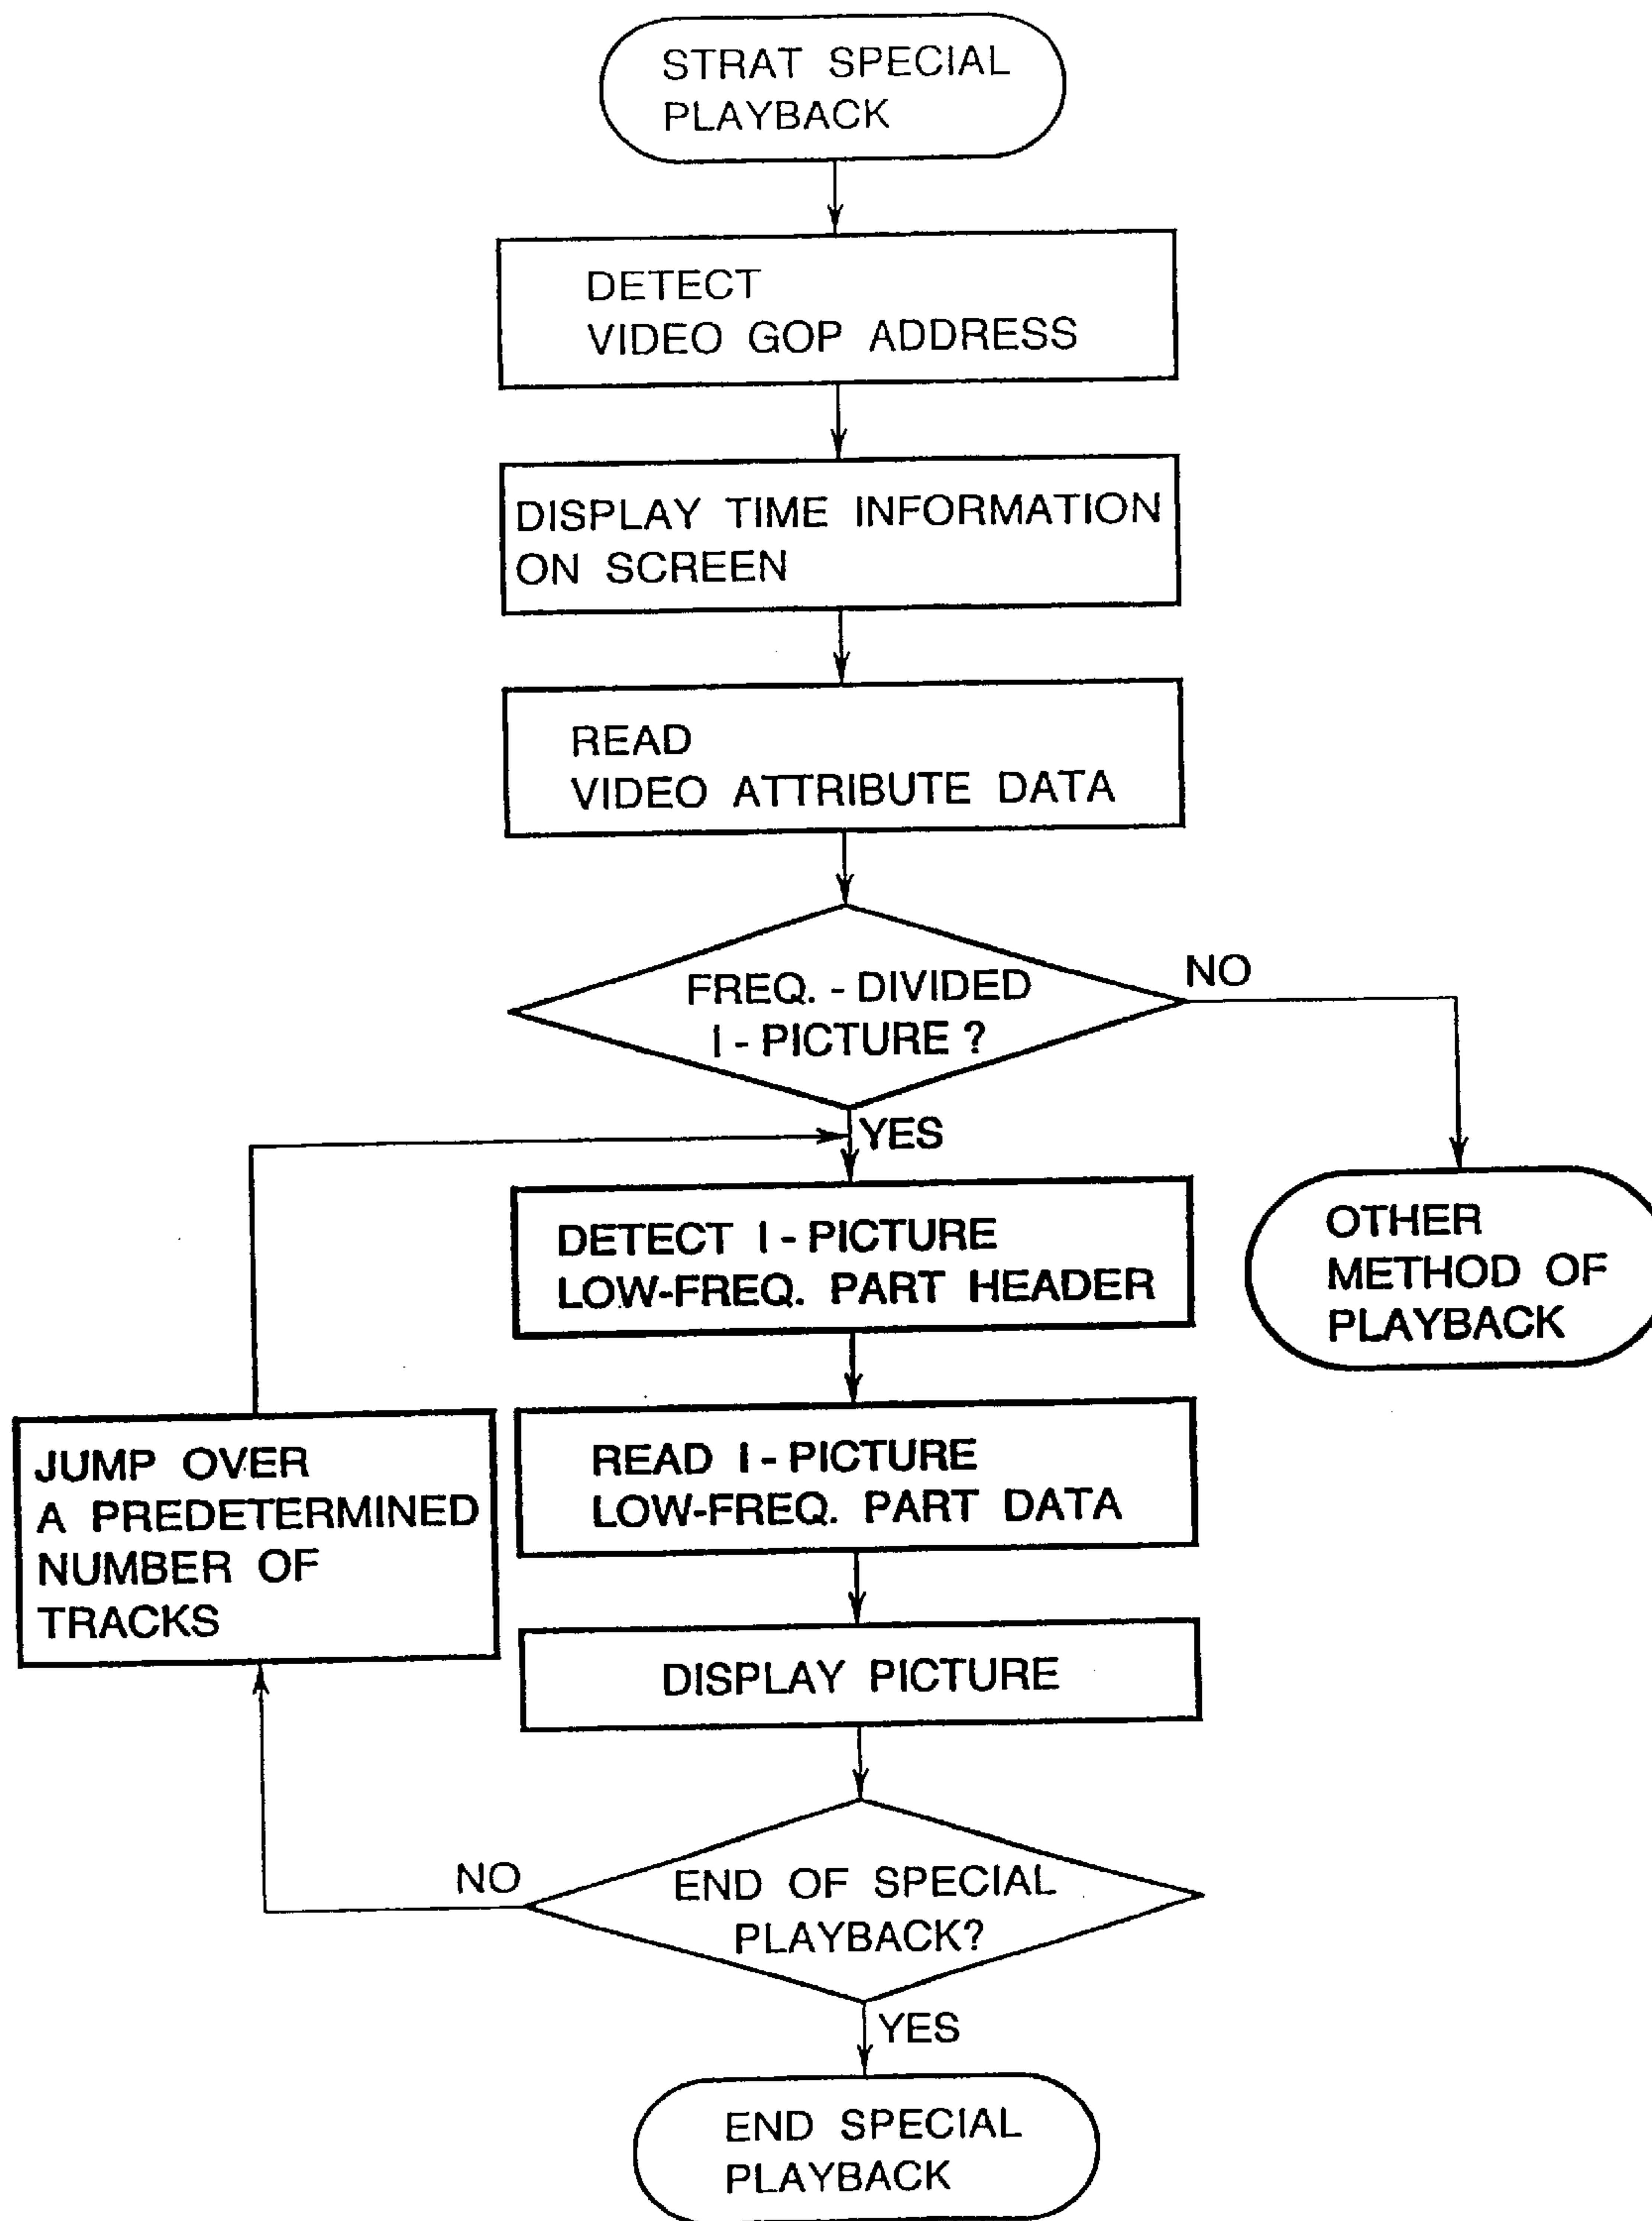 STRAT SPECIAL
PLAYBACK
DETECT
VIDEO GOP ADDRESS
DISPLAY TIME INFORMATION
ON SCREEN
READ
VIDEO ATTRIBUTE DATA
FREQ. - DIVIDED
I - PICTURE ?
NO
YES
DETECT I - PICTURE
LOW-FREQ. PART HEADER
OTHER
METHOD OF
PLAYBACK
READ I - PICTURE
LOW-FREQ. PART DATA
JUMP OVER
A PREDETERMINED
NUMBER OF
TRACKS
DISPLAY PICTURE
END OF SPECIAL
PLAYBACK?
NO
YES
END SPECIAL
PLAYBACK